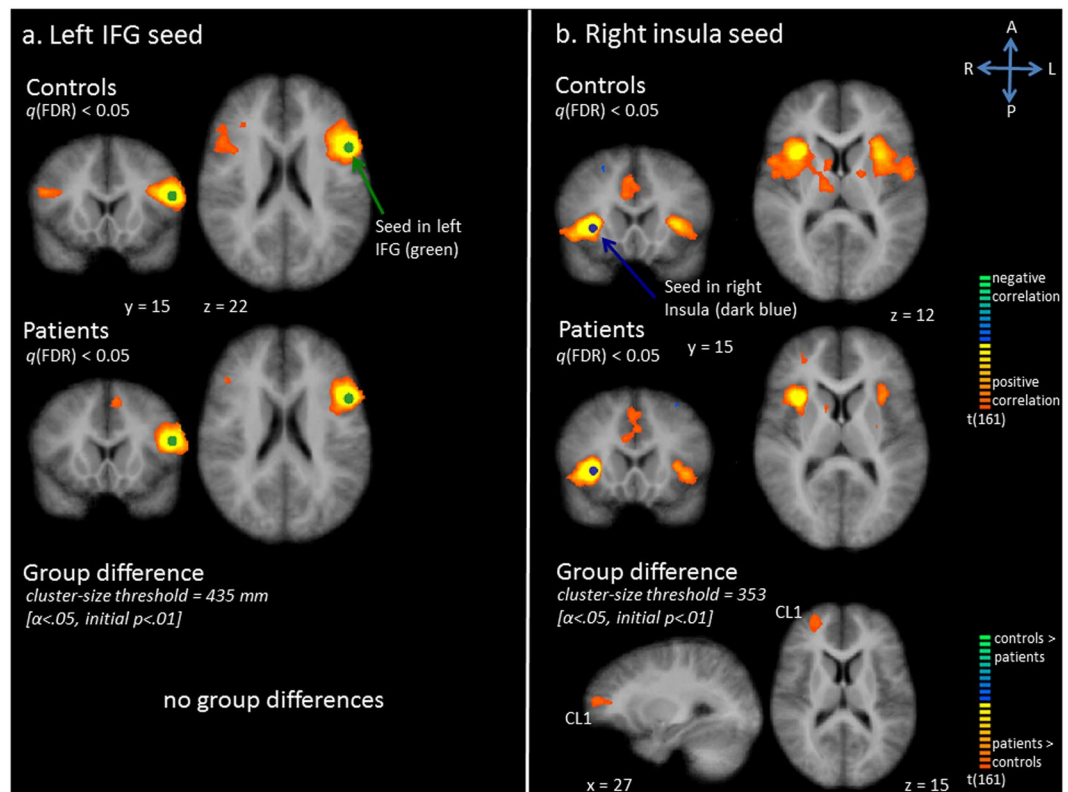 a. Left IFG seed
Controls
q(FDR) < 0.05
Seed in left
IFG (green)
y = 15
z = 22
Patients
q(FDR) < 0.05
Group difference
cluster-size threshold = 435 mm
[α<.05, initial p<.01]
no group differences
b. Right insula seed
A
R
L
P
Controls
q(FDR) < 0.05
Seed in right
Insula (dark blue)
z = 12
negative
correlation
positive
correlation
t(161)
Patients
q(FDR) < 0.05
y = 15
Group difference
cluster-size threshold = 353
[α<.05, initial p<.01]
CL1
CL1
x = 27
z = 15
controls >
patients
patients >
controls
t(161)